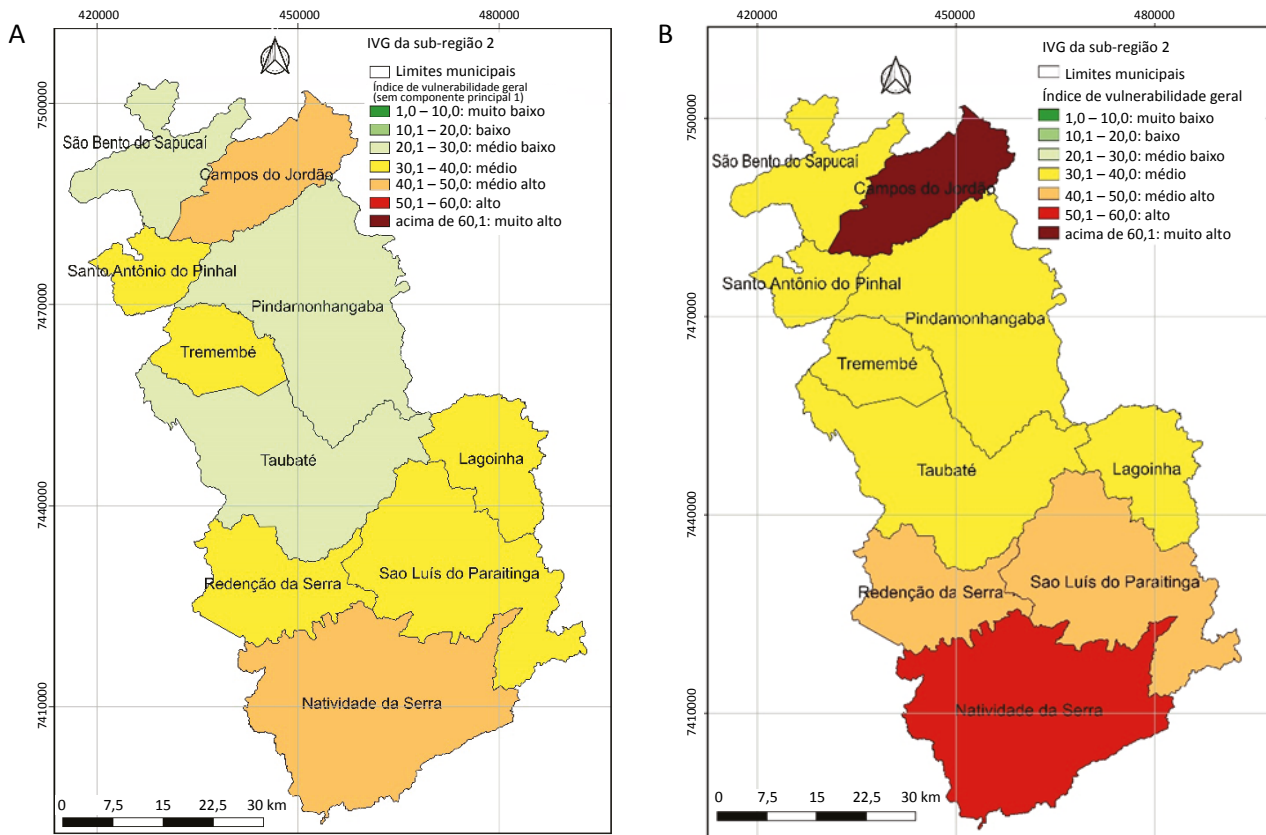 A
420000
450000
480000
7500000
7470000
7440000
7410000
IVG da sub-região 2
Limites municipais
Índice de vulnerabilidade geral
(sem componente principal 1)
1,0 – 10,0: muito baixo
10,1 – 20,0: baixo
20,1 – 30,0: médio baixo
30,1 – 40,0: médio
40,1 – 50,0: médio alto
50,1 – 60,0: alto
acima de 60,1: muito alto
São Bento do Sapucaí
Campos do Jordão
Santo Antônio do Pinhal
Pindamonhangaba
Tremembé
Taubaté
Lagoinha
Redenção da Serra
Sao Luís do Paraitinga
Natividade da Serra
0 7,5 15 22,5 30 km
B
420000
450000
480000
7500000
7470000
7440000
7410000
IVG da sub-região 2
Limites municipais
Índice de vulnerabilidade geral
1,0 – 10,0: muito baixo
10,1 – 20,0: baixo
20,1 – 30,0: médio baixo
30,1 – 40,0: médio
40,1 – 50,0: médio alto
50,1 – 60,0: alto
acima de 60,1: muito alto
São Bento do Sapucaí
Campos do Jordão
Santo Antônio do Pinhal
Pindamonhangaba
Tremembé
Taubaté
Lagoinha
Redenção da Serra
Sao Luís do Paraitinga
Natividade da Serra
0 7,5 15 22,5 30 km